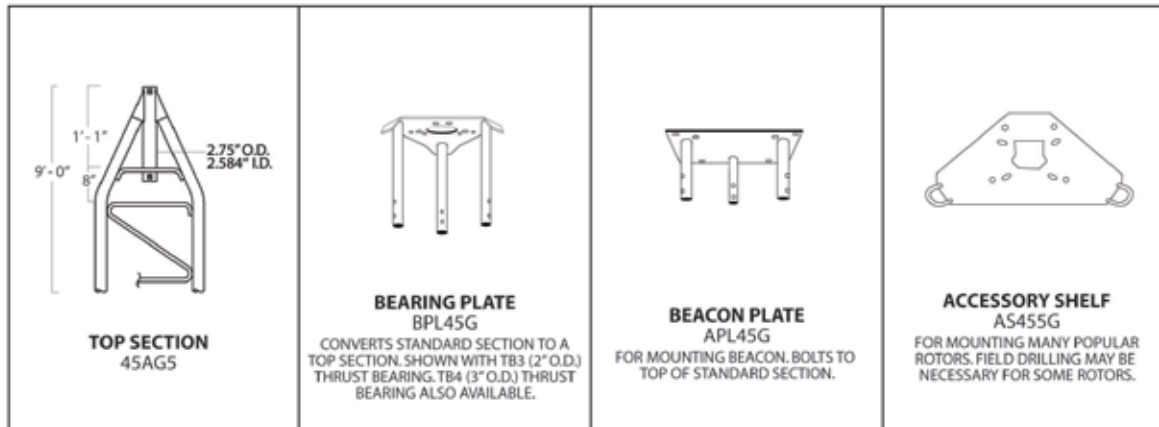 1'- 1"
9'- 0"
8"
2.75" O.D.
2.584" I.D.
TOP SECTION
45AG5
BEARING PLATE
BPL45G
CONVERTS STANDARD SECTION TO A
TOP SECTION. SHOWN WITH TB3 (2" O.D.)
THRUST BEARING. TB4 (3" O.D.) THRUST
BEARING ALSO AVAILABLE.
BEACON PLATE
APL45G
FOR MOUNTING BEACON. BOLTS TO
TOP OF STANDARD SECTION.
ACCESSORY SHELF
AS455G
FOR MOUNTING MANY POPULAR
ROTORS. FIELD DRILLING MAY BE
NECESSARY FOR SOME ROTORS.